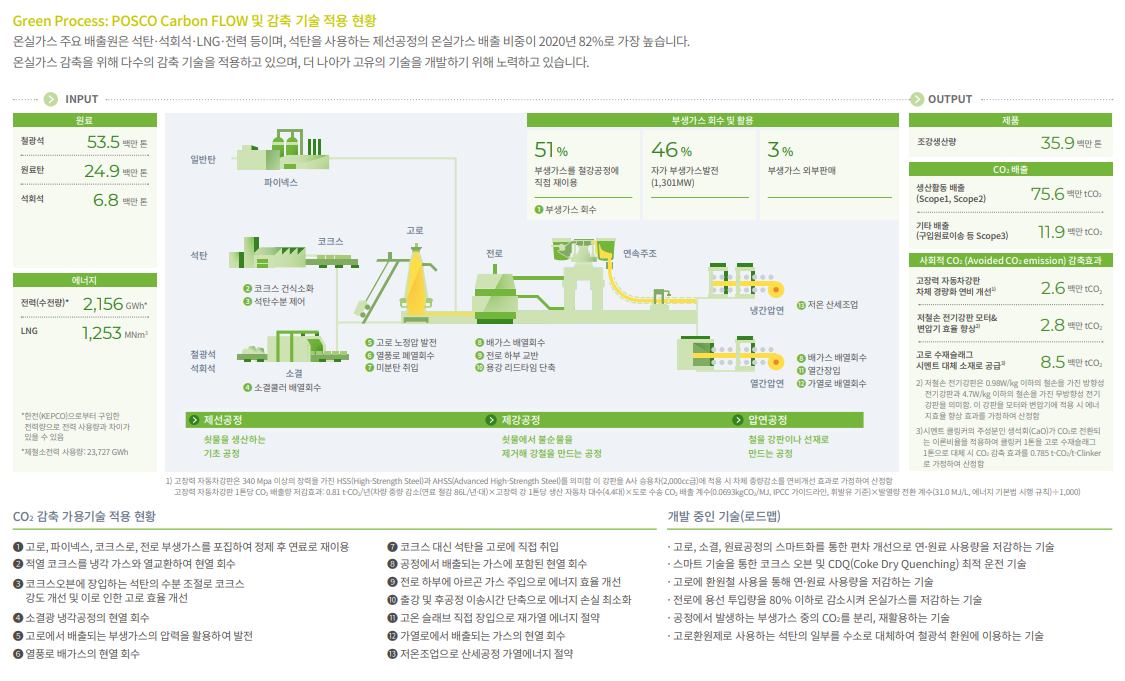 Green Process: POSCO Carbon FLOW 및 감축 기술 적용 현황
온실가스 주요 배출원은 석탄·석회석·LNG·전력 등이며, 석탄을 사용하는 제선공정의 온실가스 배출 비중이 2020년 82%로 가장 높습니다.
온실가스 감축을 위해 다수의 감축 기술을 적용하고 있으며, 더 나아가 고유의 기술을 개발하기 위해 노력하고 있습니다.
INPUT
원료
철광석 53.5 백만 톤
원료탄 24.9 백만 톤
석회석 6.8 백만 톤
에너지
전력(수전량)* 2,156 GWh*
LNG 1,253 MNm³
*한전(KEPCO)으로부터 구입한
전력량으로 전력 사용량과 차이가
있을 수 있음
*제철소전력 사용량: 23,727 GWh
일반탄
파이넥스
부생가스 회수 및 활용
51 %
부생가스를 철강공정에
직접 재이용
❶ 부생가스 회수
46 %
자가 부생가스발전
(1,301MW)
3 %
부생가스 외부판매
석탄
코크스
❷ 코크스 건식소화
❸ 석탄수분 제어
고로
전로
연속주조
냉간압연
⓭ 저온 산세조업
철광석
석회석
소결
❹ 소결쿨러 배열회수
❺ 고로 노정압 발전
❻ 열풍로 폐열회수
❼ 미분탄 취입
❽ 배가스 배열회수
❾ 전로 하부 교반
❿ 용강 리드타임 단축
열간압연
❽ 배가스 배열회수
⓫ 열간장입
⓬ 가열로 배열회수
제선공정
쇳물을 생산하는
기초 공정
제강공정
쇳물에서 불순물을
제거해 강철을 만드는 공정
압연공정
철을 강판이나 선재로
만드는 공정
OUTPUT
제품
조강생산량 35.9 백만 톤
CO₂ 배출
생산활동 배출
(Scope1, Scope2) 75.6 백만 tCO₂
기타 배출
(구입원료이송 등 Scope3) 11.9 백만 tCO₂
사회적 CO₂ (Avoided CO₂ emission) 감축효과
고장력 자동차강판
차체 경량화 연비 개선¹⁾ 2.6 백만 tCO₂
저철손 전기강판 모터&
변압기 효율 향상²⁾ 2.8 백만 tCO₂
고로 수재슬래그
시멘트 대체 소재로 공급³⁾ 8.5 백만 tCO₂
2) 저철손 전기강판은 0.98W/kg 이하의 철손을 가진 방향성
전기강판과 4.7W/kg 이하의 철손을 가진 무방향성 전기
강판을 의미함. 이 강판을 모터와 변압기에 적용 시 에너
지효율 향상 효과를 가정하여 산정함
3)시멘트 클링커의 주성분인 생석회(CaO)가 CO₂로 전환되
는 이론비율을 적용하여 클링커 1톤을 고로 수재슬래그
1톤으로 대체 시 CO₂ 감축 효과를 0.785 t-CO₂/t-Clinker
로 가정하여 산정함
1) 고장력 자동차강판은 340 Mpa 이상의 장력을 가진 HSS(High-Strength Steel)과 AHSS(Advanced High-Strength Steel)를 의미함 이 강판을 A사 승용차(2,000cc급)에 적용 시 차체 중량감소를 연비개선 효과로 가정하여 산정함
고장력 자동차강판 1톤당 CO₂ 배출량 저감효과: 0.81 t-CO₂/년(차량 중량 감소(연료 절감 86L/년·대)×고장력 강 1톤당 생산 자동차 대수(4.4대)×도로 수송 CO₂ 배출 계수(0.0693kgCO₂/MJ, IPCC 가이드라인, 휘발유 기준)×발열량 전환 계수(31.0 MJ/L, 에너지 기본법 시행 규칙)÷1,000)
CO₂ 감축 가용기술 적용 현황
❶ 고로, 파이넥스, 코크스로, 전로 부생가스를 포집하여 정제 후 연료로 재이용
❷ 적열 코크스를 냉각 가스와 열교환하여 현열 회수
❸ 코크스오븐에 장입하는 석탄의 수분 조절로 코크스
강도 개선 및 이로 인한 고로 효율 개선
❹ 소결광 냉각공정의 현열 회수
❺ 고로에서 배출되는 부생가스의 압력을 활용하여 발전
❻ 열풍로 배가스의 현열 회수
❼ 코크스 대신 석탄을 고로에 직접 취입
❽ 공정에서 배출되는 가스에 포함된 현열 회수
❾ 전로 하부에 아르곤 가스 주입으로 에너지 효율 개선
❿ 출강 및 후공정 이송시간 단축으로 에너지 손실 최소화
⓫ 고온 슬래브 직접 장입으로 재가열 에너지 절약
⓬ 가열로에서 배출되는 가스의 현열 회수
⓭ 저온조업으로 산세공정 가열에너지 절약
개발 중인 기술(로드맵)
· 고로, 소결, 원료공정의 스마트화를 통한 편차 개선으로 연·원료 사용량을 저감하는 기술
· 스마트 기술을 통한 코크스 오븐 및 CDQ(Coke Dry Quenching) 최적 운전 기술
· 고로에 환원철 사용을 통해 연·원료 사용량을 저감하는 기술
· 전로에 용선 투입량을 80% 이하로 감소시켜 온실가스를 저감하는 기술
· 공정에서 발생하는 부생가스 중의 CO₂를 분리, 재활용하는 기술
· 고로환원제로 사용하는 석탄의 일부를 수소로 대체하여 철광석 환원에 이용하는 기술